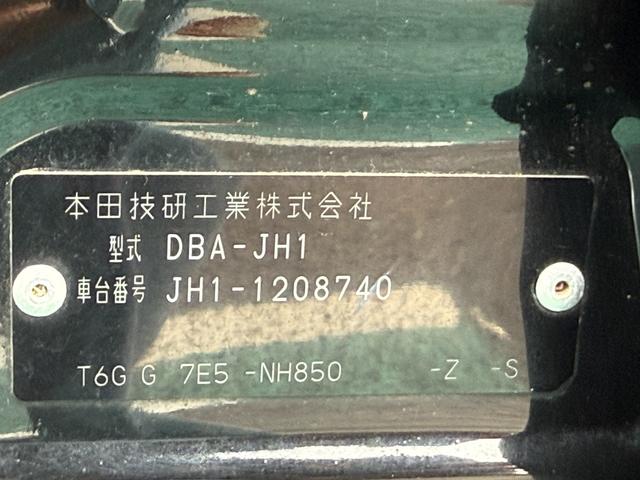 本田技研工業株式会社
型式 DBA-JH1
車台番号 JH1-1208740
T6G G 7E5 -NH850 -Z -S